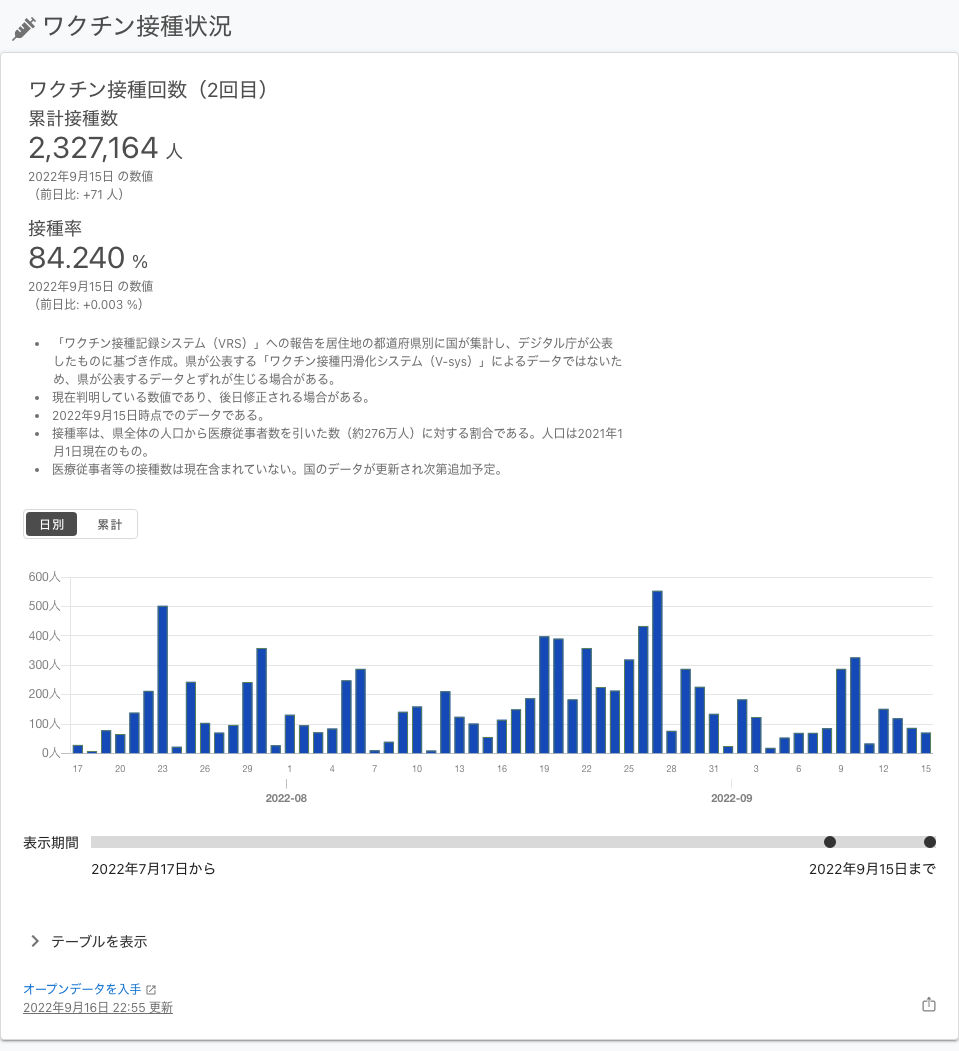 ワクチン接種状況
ワクチン接種回数（2回目）
累計接種数
2,327,164 人
2022年9月15日 の数値
（前日比: +71 人）
接種率
84.240 %
2022年9月15日 の数値
（前日比: +0.003 %）
• 「ワクチン接種記録システム（VRS）」への報告を居住地の都道府県別に国が集計し、デジタル庁が公表
したものに基づき作成。県が公表する「ワクチン接種円滑化システム（V-sys）」によるデータではないた
め、県が公表するデータとずれが生じる場合がある。
• 現在判明している数値であり、後日修正される場合がある。
• 2022年9月15日時点でのデータである。
• 接種率は、県全体の人口から医療従事者数を引いた数（約276万人）に対する割合である。人口は2021年1
月1日現在のもの。
• 医療従事者等の接種数は現在含まれていない。国のデータが更新され次第追加予定。
日別 累計
600人
500人
400人
300人
200人
100人
0人
17 20 23 26 29 1 4 7 10 13 16 19 22 25 28 31 3 6 9 12 15
2022-08 2022-09
表示期間
2022年7月17日から 2022年9月15日まで
テーブルを表示
オープンデータを入手
2022年9月16日 22:55 更新